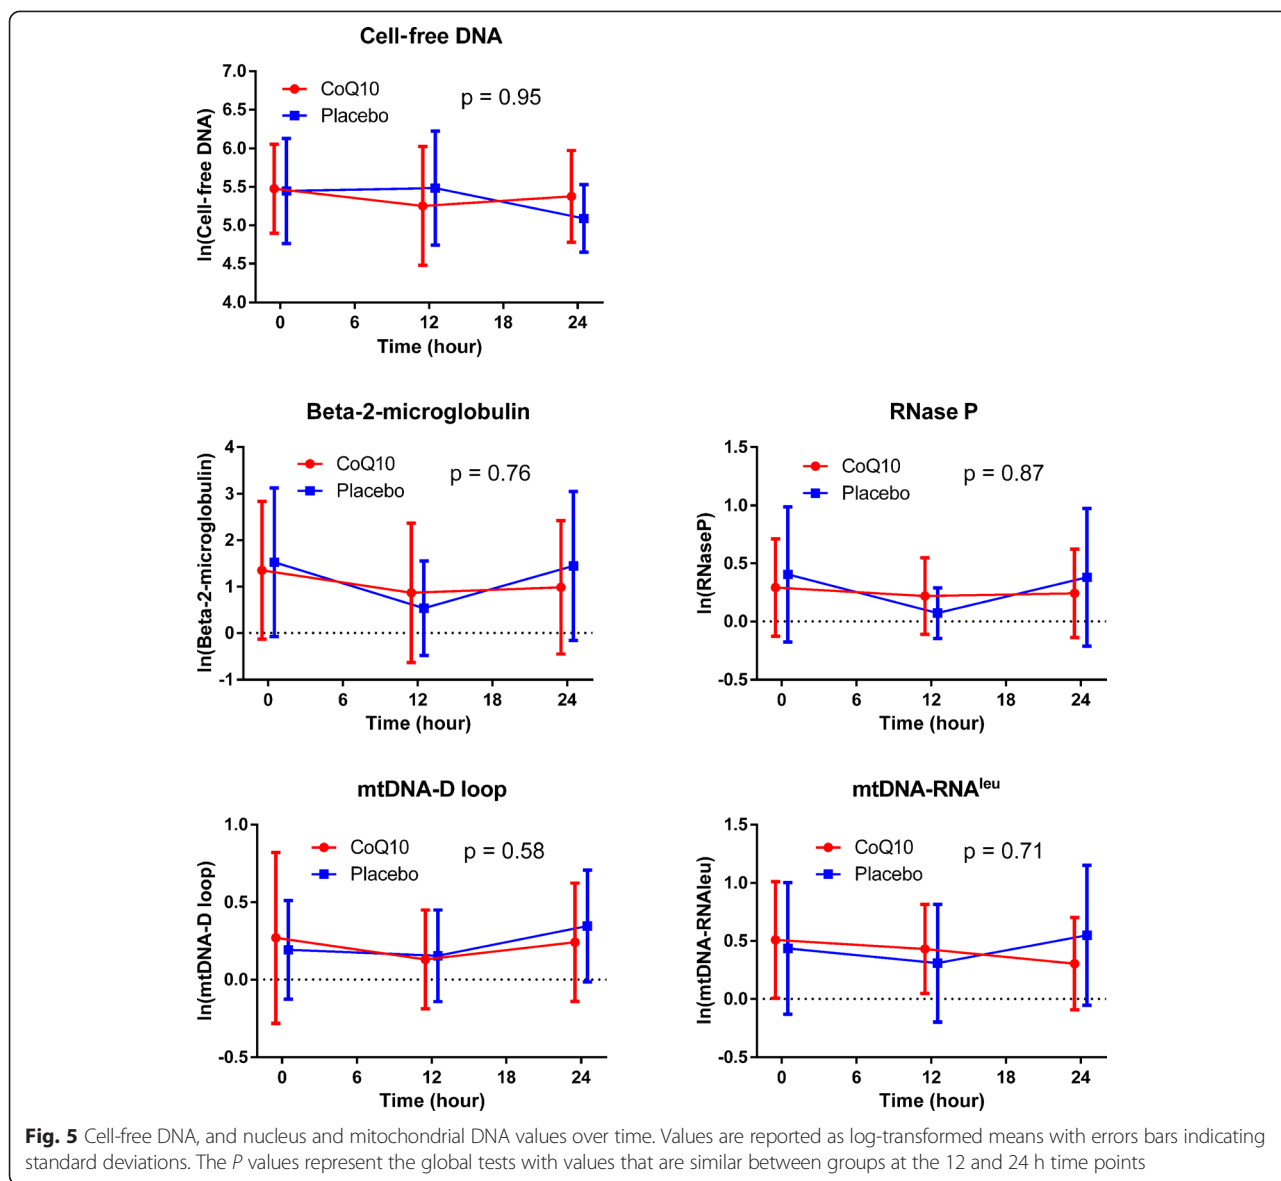 Cell-free DNA
CoQ10
Placebo
p = 0.95
ln(Cell-free DNA)
7.0
6.5
6.0
5.5
5.0
4.5
4.0
0 6 12 18 24
Time (hour)
Beta-2-microglobulin
CoQ10
Placebo
p = 0.76
ln(Beta-2-microglobulin)
4
3
2
1
0
-1
0 6 12 18 24
Time (hour)
RNase P
CoQ10
Placebo
p = 0.87
ln(RNaseP)
1.5
1.0
0.5
0.0
-0.5
0 6 12 18 24
Time (hour)
mtDNA-D loop
CoQ10
Placebo
p = 0.58
ln(mtDNA-D loop)
1.0
0.5
0.0
-0.5
0 6 12 18 24
Time (hour)
mtDNA-RNAleu
CoQ10
Placebo
p = 0.71
ln(mtDNA-RNAleu)
1.5
1.0
0.5
0.0
-0.5
0 6 12 18 24
Time (hour)
Fig. 5 Cell-free DNA, and nucleus and mitochondrial DNA values over time. Values are reported as log-transformed means with errors bars indicating
standard deviations. The P values represent the global tests with values that are similar between groups at the 12 and 24 h time points